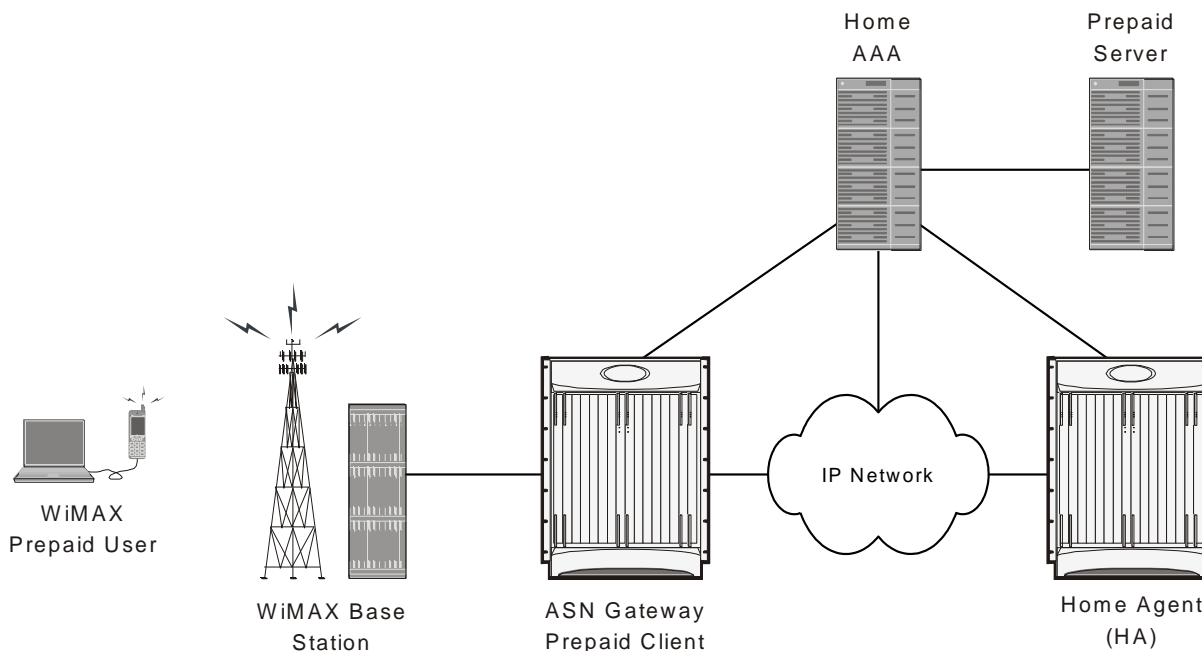 Home
AAA
Prepaid
Server
IP Network
WiMAX
Prepaid User
WiMAX Base
Station
ASN Gateway
Prepaid Client
Home Agent
(HA)